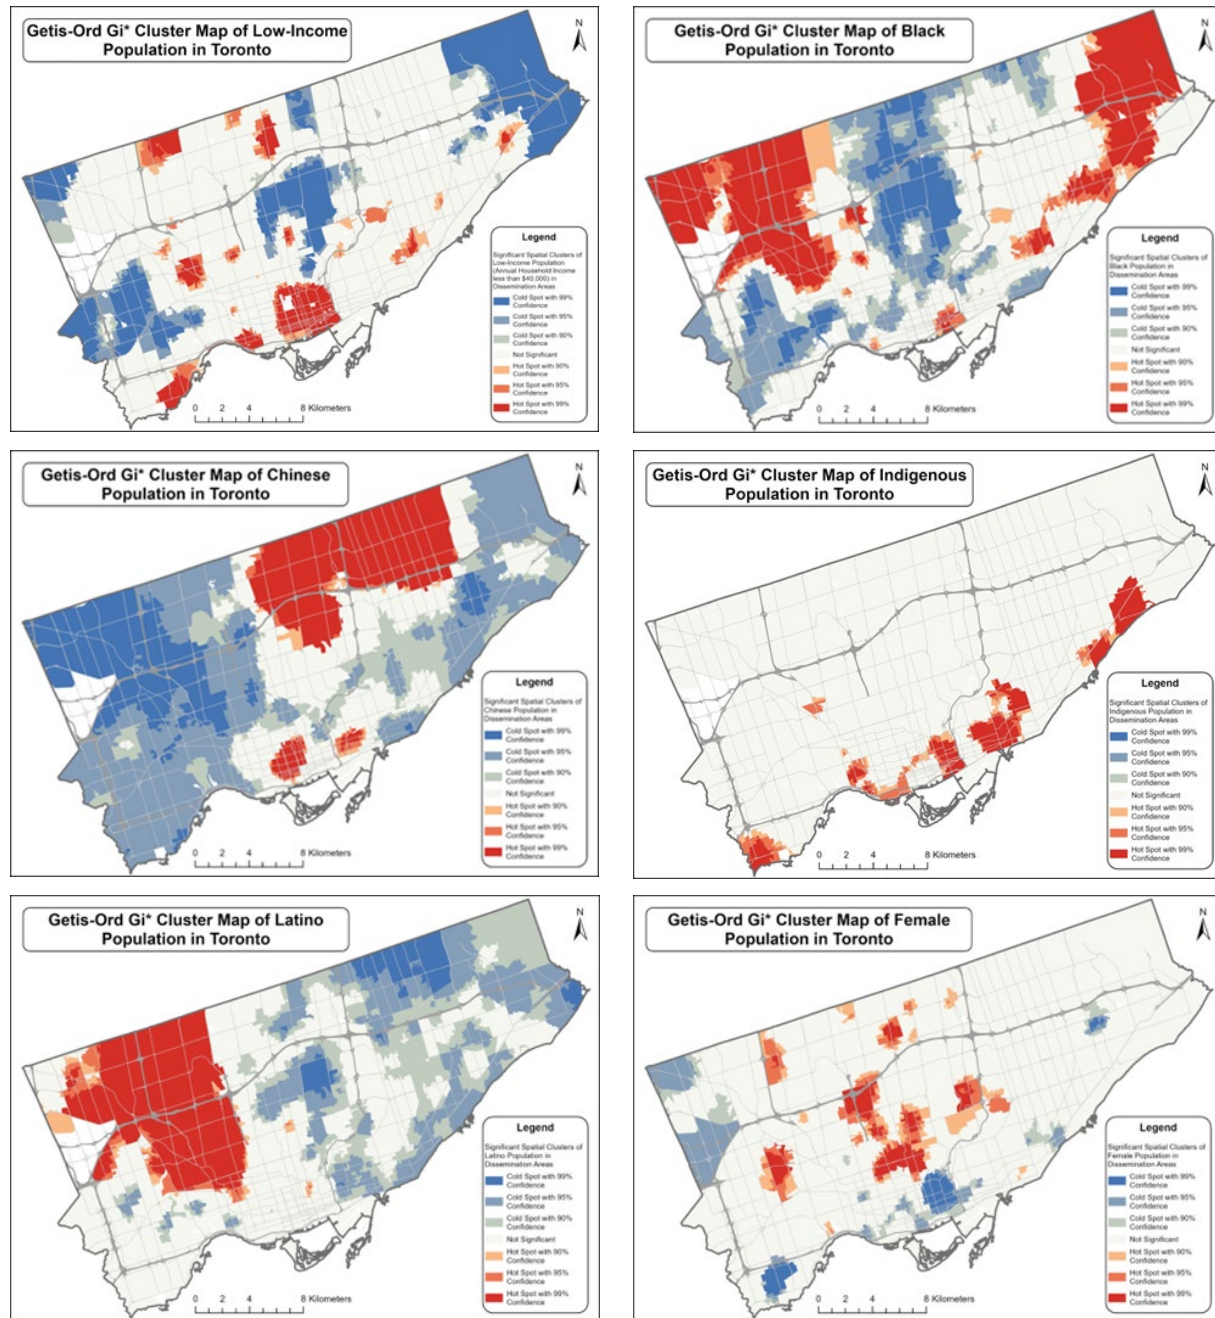 Getis-Ord Gi* Cluster Map of Low-Income
Population in Toronto
N
Legend
Significant Spatial Clusters of
Low-Income Population
(Annual Household Income
less than $40,000) in
Dissemination Areas
Cold Spot with 99%
Confidence
Cold Spot with 95%
Confidence
Cold Spot with 90%
Confidence
Not Significant
Hot Spot with 90%
Confidence
Hot Spot with 95%
Confidence
Hot Spot with 99%
Confidence
0 2 4 8 Kilometers
Getis-Ord Gi* Cluster Map of Black
Population in Toronto
N
Legend
Significant Spatial Clusters of
Black Population in
Dissemination Areas
Cold Spot with 99%
Confidence
Cold Spot with 95%
Confidence
Cold Spot with 90%
Confidence
Not Significant
Hot Spot with 90%
Confidence
Hot Spot with 95%
Confidence
Hot Spot with 99%
Confidence
0 2 4 8 Kilometers
Getis-Ord Gi* Cluster Map of Chinese
Population in Toronto
N
Legend
Significant Spatial Clusters of
Chinese Population in
Dissemination Areas
Cold Spot with 99%
Confidence
Cold Spot with 95%
Confidence
Cold Spot with 90%
Confidence
Not Significant
Hot Spot with 90%
Confidence
Hot Spot with 95%
Confidence
Hot Spot with 99%
Confidence
0 2 4 8 Kilometers
Getis-Ord Gi* Cluster Map of Indigenous
Population in Toronto
N
Legend
Significant Spatial Clusters of
Indigenous Population in
Dissemination Areas
Cold Spot with 99%
Confidence
Cold Spot with 95%
Confidence
Cold Spot with 90%
Confidence
Not Significant
Hot Spot with 90%
Confidence
Hot Spot with 95%
Confidence
Hot Spot with 99%
Confidence
0 2 4 8 Kilometers
Getis-Ord Gi* Cluster Map of Latino
Population in Toronto
N
Legend
Significant Spatial Clusters of
Latino Population in
Dissemination Areas
Cold Spot with 99%
Confidence
Cold Spot with 95%
Confidence
Cold Spot with 90%
Confidence
Not Significant
Hot Spot with 90%
Confidence
Hot Spot with 95%
Confidence
Hot Spot with 99%
Confidence
0 2 4 8 Kilometers
Getis-Ord Gi* Cluster Map of Female
Population in Toronto
N
Legend
Significant Spatial Clusters of
Female Population in
Dissemination Areas
Cold Spot with 99%
Confidence
Cold Spot with 95%
Confidence
Cold Spot with 90%
Confidence
Not Significant
Hot Spot with 90%
Confidence
Hot Spot with 95%
Confidence
Hot Spot with 99%
Confidence
0 2 4 8 Kilometers